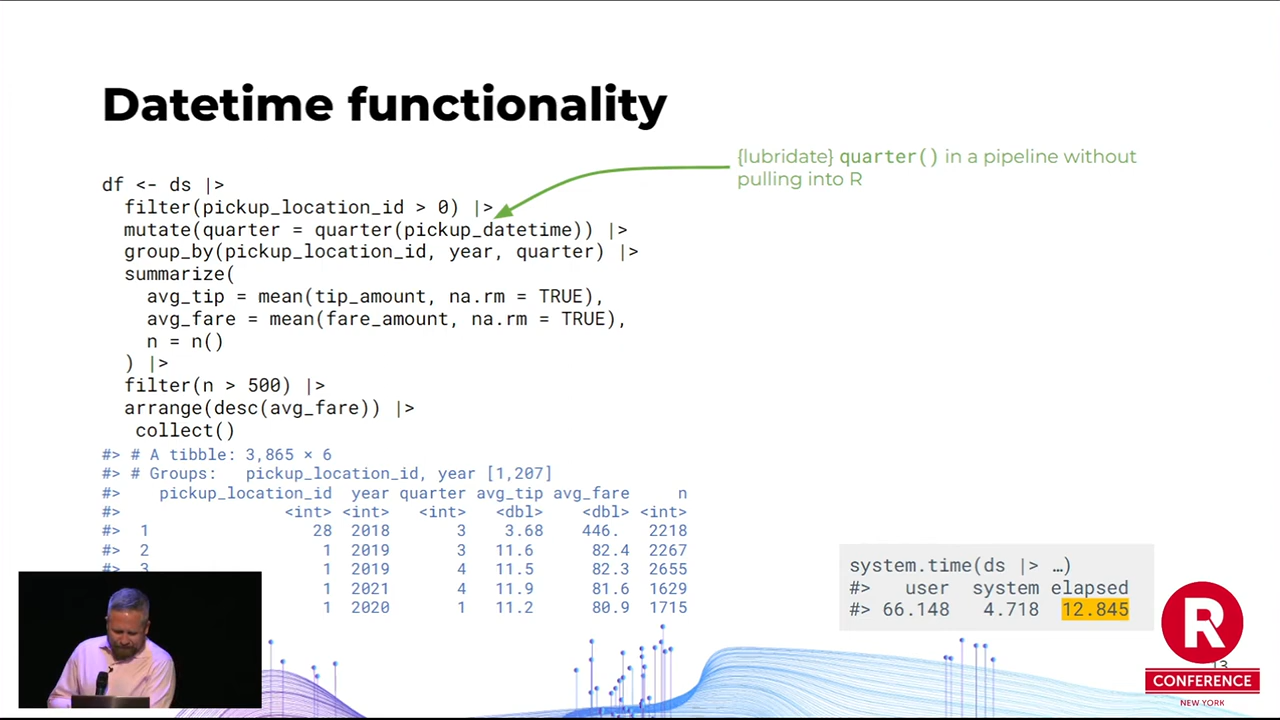 Datetime functionality
{lubridate} quarter() in a pipeline without
pulling into R
df <- ds |>
filter(pickup_location_id > 0) |>
mutate(quarter = quarter(pickup_datetime)) |>
group_by(pickup_location_id, year, quarter) |>
summarize(
avg_tip = mean(tip_amount, na.rm = TRUE),
avg_fare = mean(fare_amount, na.rm = TRUE),
n = n()
) |>
filter(n > 500) |>
arrange(desc(avg_fare)) |>
collect()
#> # A tibble: 3,865 × 6
#> # Groups: pickup_location_id, year [1,207]
#> pickup_location_id year quarter avg_tip avg_fare n
#> <int> <int> <int> <dbl> <dbl> <int>
#> 1 28 2018 3 3.68 446. 2218
#> 2 1 2019 3 11.6 82.4 2267
#> 3 1 2019 4 11.5 82.3 2655
1 2021 4 11.9 81.6 1629
1 2020 1 11.2 80.9 1715
system.time(ds |> …)
#> user system elapsed
#> 66.148 4.718 12.845
R
CONFERENCE
NEW YORK